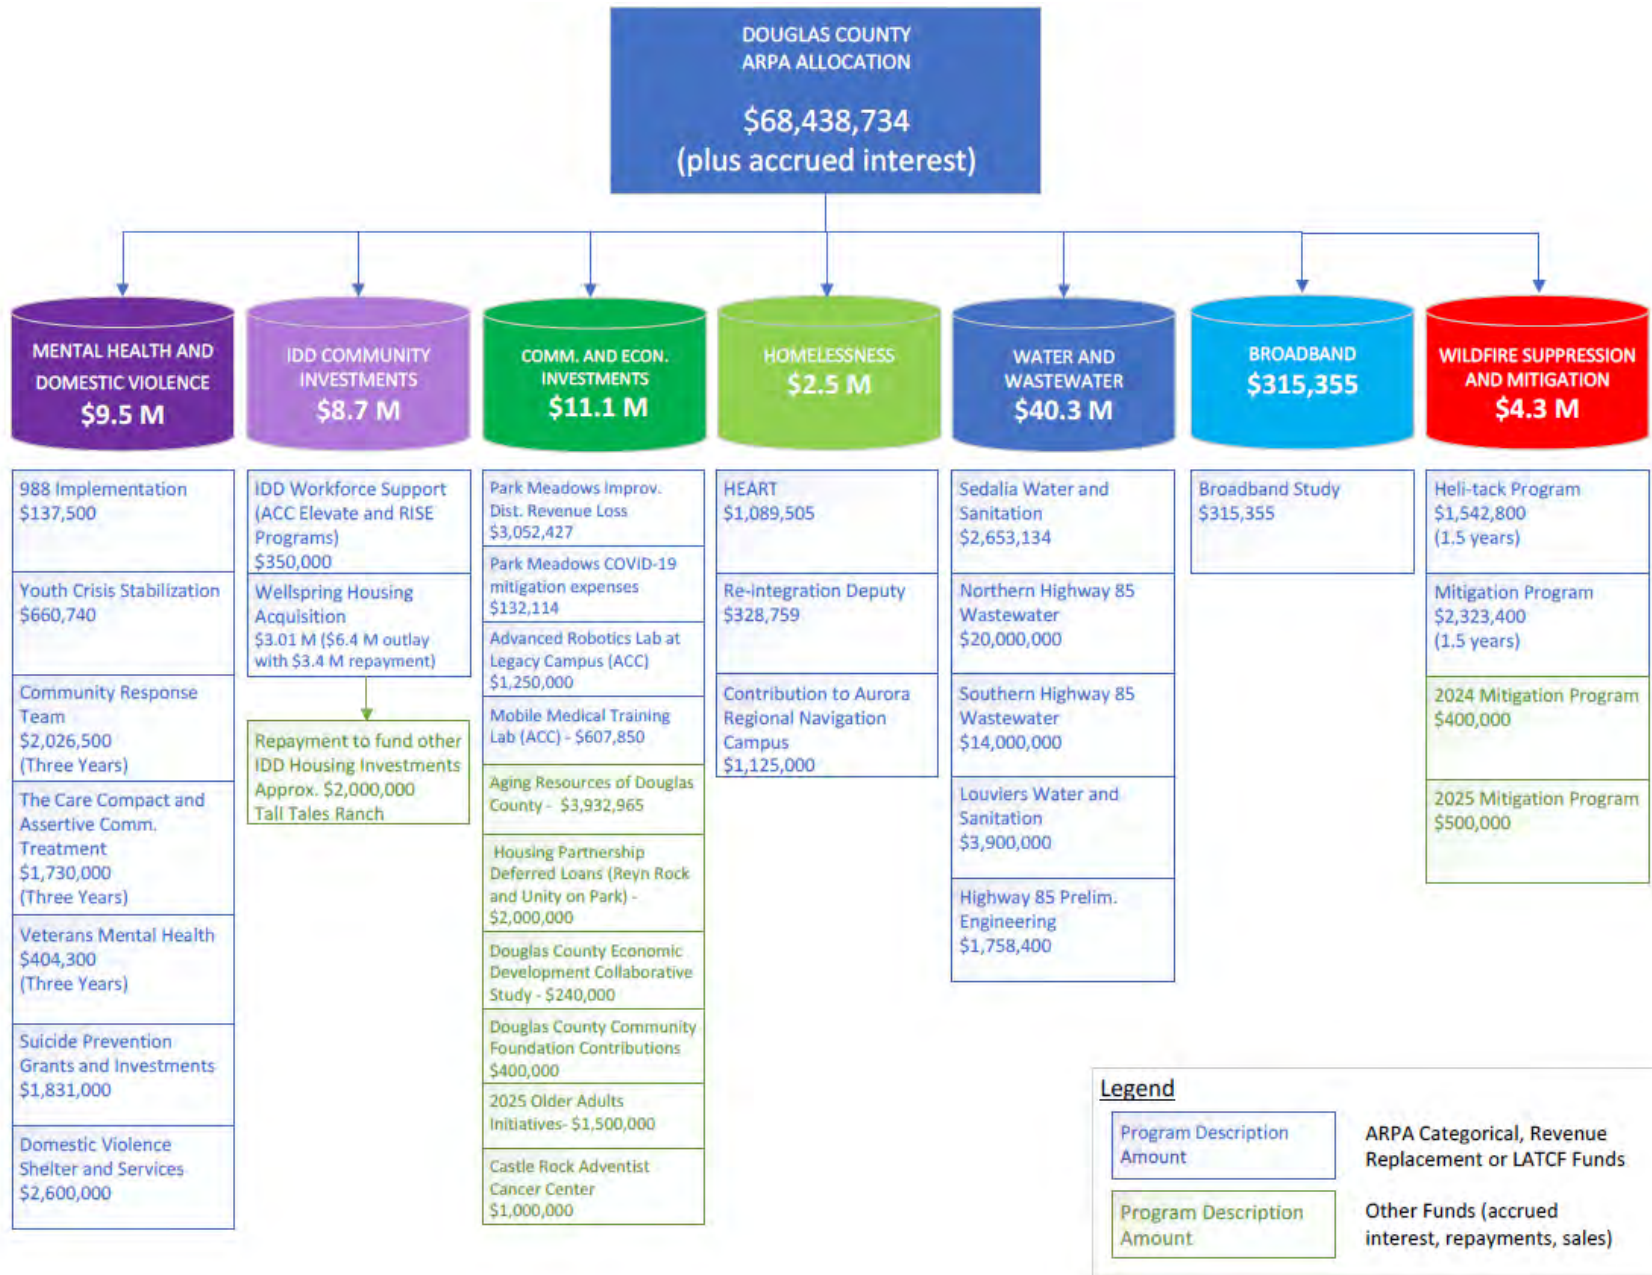 DOUGLAS COUNTY
ARPA ALLOCATION
$68,438,734
(plus accrued interest)
MENTAL HEALTH AND
DOMESTIC VIOLENCE
$9.5 M
IDD COMMUNITY
INVESTMENTS
$8.7 M
COMM. AND ECON.
INVESTMENTS
$11.1 M
HOMELESSNESS
$2.5 M
WATER AND
WASTEWATER
$40.3 M
BROADBAND
$315,355
WILDFIRE SUPPRESSION
AND MITIGATION
$4.3 M
988 Implementation
$137,500
Youth Crisis Stabilization
$660,740
Community Response
Team
$2,026,500
(Three Years)
The Care Compact and
Assertive Comm.
Treatment
$1,730,000
(Three Years)
Veterans Mental Health
$404,300
(Three Years)
Suicide Prevention
Grants and Investments
$1,831,000
Domestic Violence
Shelter and Services
$2,600,000
IDD Workforce Support
(ACC Elevate and RISE
Programs)
$350,000
Wellspring Housing
Acquisition
$3.01 M ($6.4 M outlay
with $3.4 M repayment)
Repayment to fund other
IDD Housing Investments
Approx. $2,000,000
Tall Tales Ranch
Park Meadows Improv.
Dist. Revenue Loss
$3,052,427
Park Meadows COVID-19
mitigation expenses
$132,114
Advanced Robotics Lab at
Legacy Campus (ACC)
$1,250,000
Mobile Medical Training
Lab (ACC) - $607,850
Aging Resources of Douglas
County - $3,932,965
Housing Partnership
Deferred Loans (Reyn Rock
and Unity on Park) -
$2,000,000
Douglas County Economic
Development Collaborative
Study - $240,000
Douglas County Community
Foundation Contributions
$400,000
2025 Older Adults
Initiatives- $1,500,000
Castle Rock Adventist
Cancer Center
$1,000,000
HEART
$1,089,505
Re-integration Deputy
$328,759
Contribution to Aurora
Regional Navigation
Campus
$1,125,000
Sedalia Water and
Sanitation
$2,653,134
Northern Highway 85
Wastewater
$20,000,000
Southern Highway 85
Wastewater
$14,000,000
Louviers Water and
Sanitation
$3,900,000
Highway 85 Prelim.
Engineering
$1,758,400
Broadband Study
$315,355
Heli-tack Program
$1,542,800
(1.5 years)
Mitigation Program
$2,323,400
(1.5 years)
2024 Mitigation Program
$400,000
2025 Mitigation Program
$500,000
Legend
Program Description
Amount
ARPA Categorical, Revenue
Replacement or LATCF Funds
Program Description
Amount
Other Funds (accrued
interest, repayments, sales)